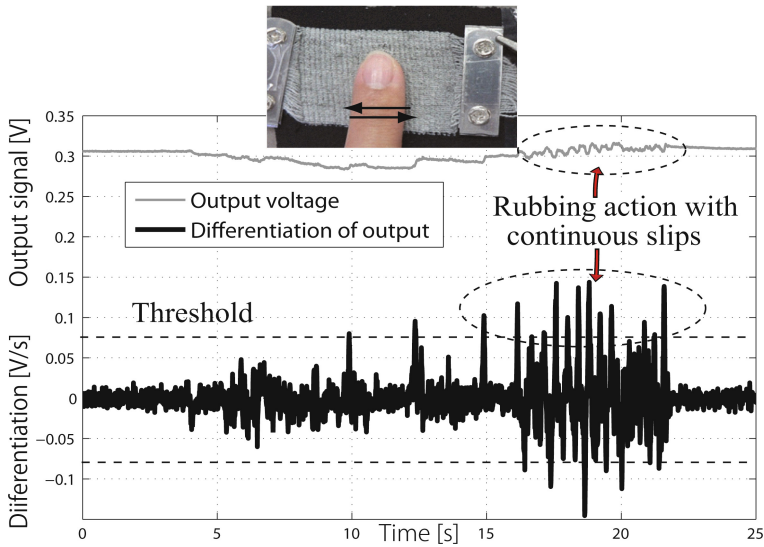 0.35
0.3
0.25
0.2
0.15
0.1
0.05
0
−0.05
−0.1
Output signal [V]
Diifferentiation [V/s]
Output voltage
Differentiation of output
Rubbing action with
continuous slips
Threshold
0 5 10 15 20 25
Time [s]